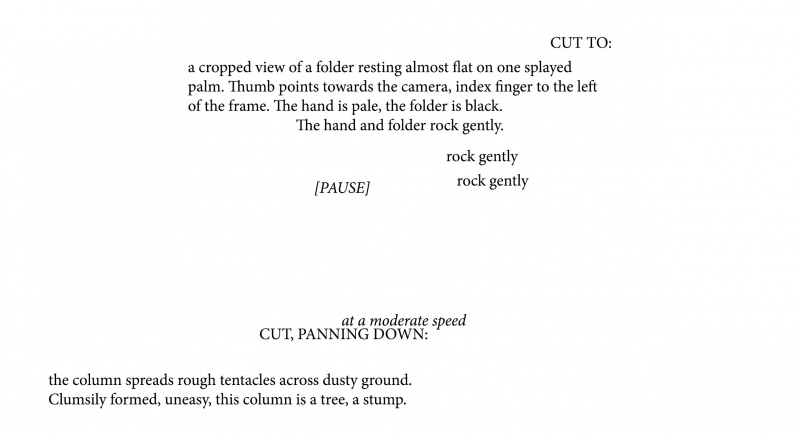 CUT TO:
a cropped view of a folder resting almost flat on one splayed
palm. Thumb points towards the camera, index finger to the left
of the frame. The hand is pale, the folder is black.
The hand and folder rock gently.
rock gently
rock gently
[PAUSE]
at a moderate speed
CUT, PANNING DOWN:
the column spreads rough tentacles across dusty ground.
Clumsily formed, uneasy, this column is a tree, a stump.